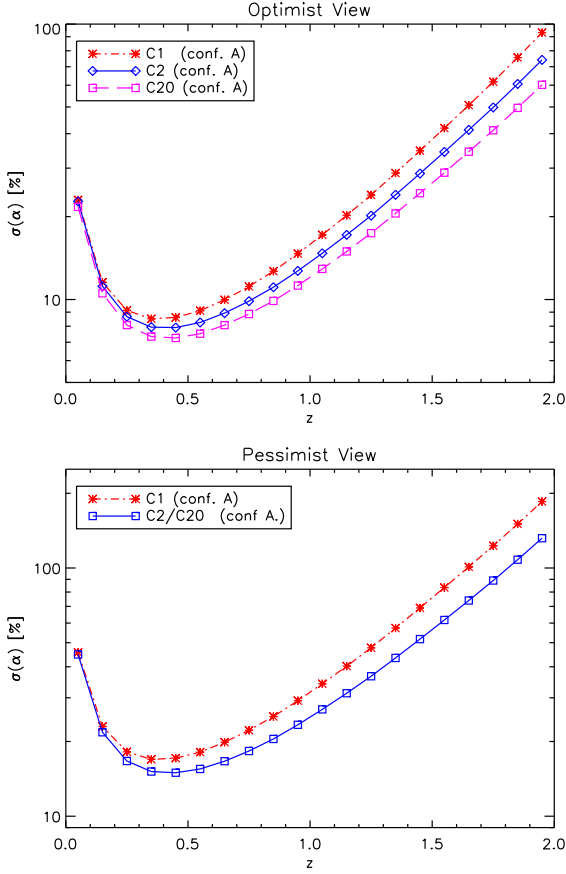 Optimist View
100
C1 (conf. A)
C2 (conf. A)
C20 (conf. A)
σ(α) [%]
10
0.0 0.5 1.0 1.5 2.0
z
Pessimist View
C1 (conf. A)
C2/C20 (conf A.)
100
σ(α) [%]
10
0.0 0.5 1.0 1.5 2.0
z